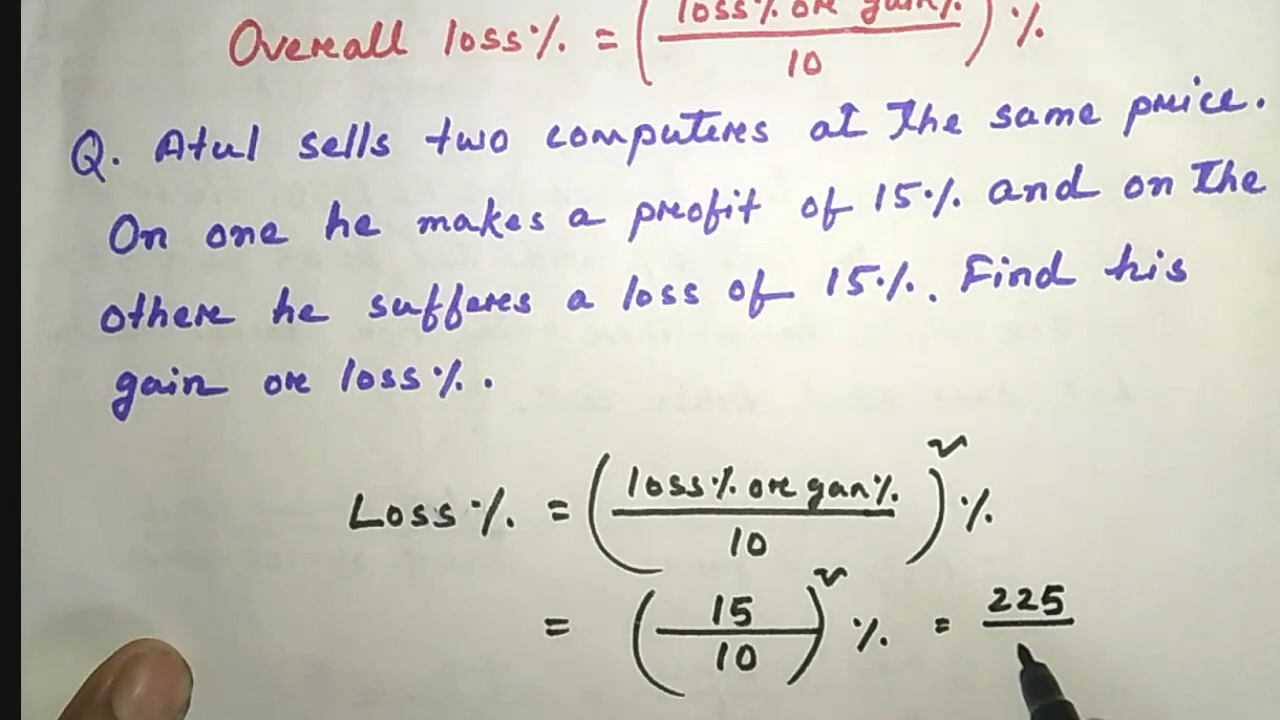 Overall loss% = (loss% or gain% / 10) %
Q. Atul sells two computers at the same price.
On one he makes a profit of 15% and on the
other he suffers a loss of 15%. Find his
gain or loss%.
Loss% = (loss% or gan% / 10)² %
= (15 / 10)² % = 225